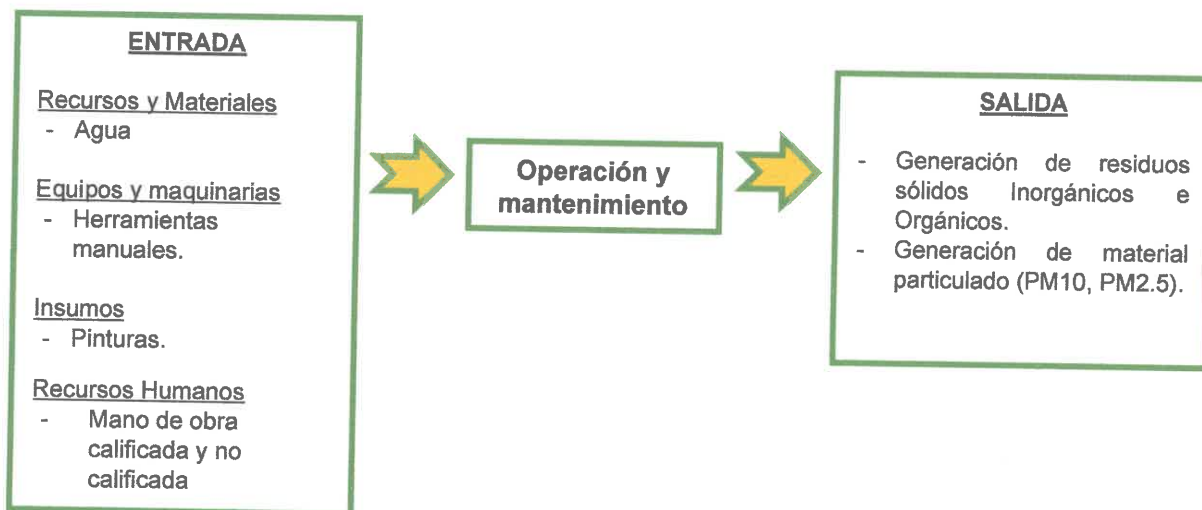 ENTRADA
Recursos y Materiales
- Agua
Equipos y maquinarias
- Herramientas
manuales.
Insumos
- Pinturas.
Recursos Humanos
- Mano de obra
calificada y no
calificada
Operación y
mantenimiento
SALIDA
- Generación de residuos
sólidos Inorgánicos e
Orgánicos.
- Generación de material
particulado (PM10, PM2.5).